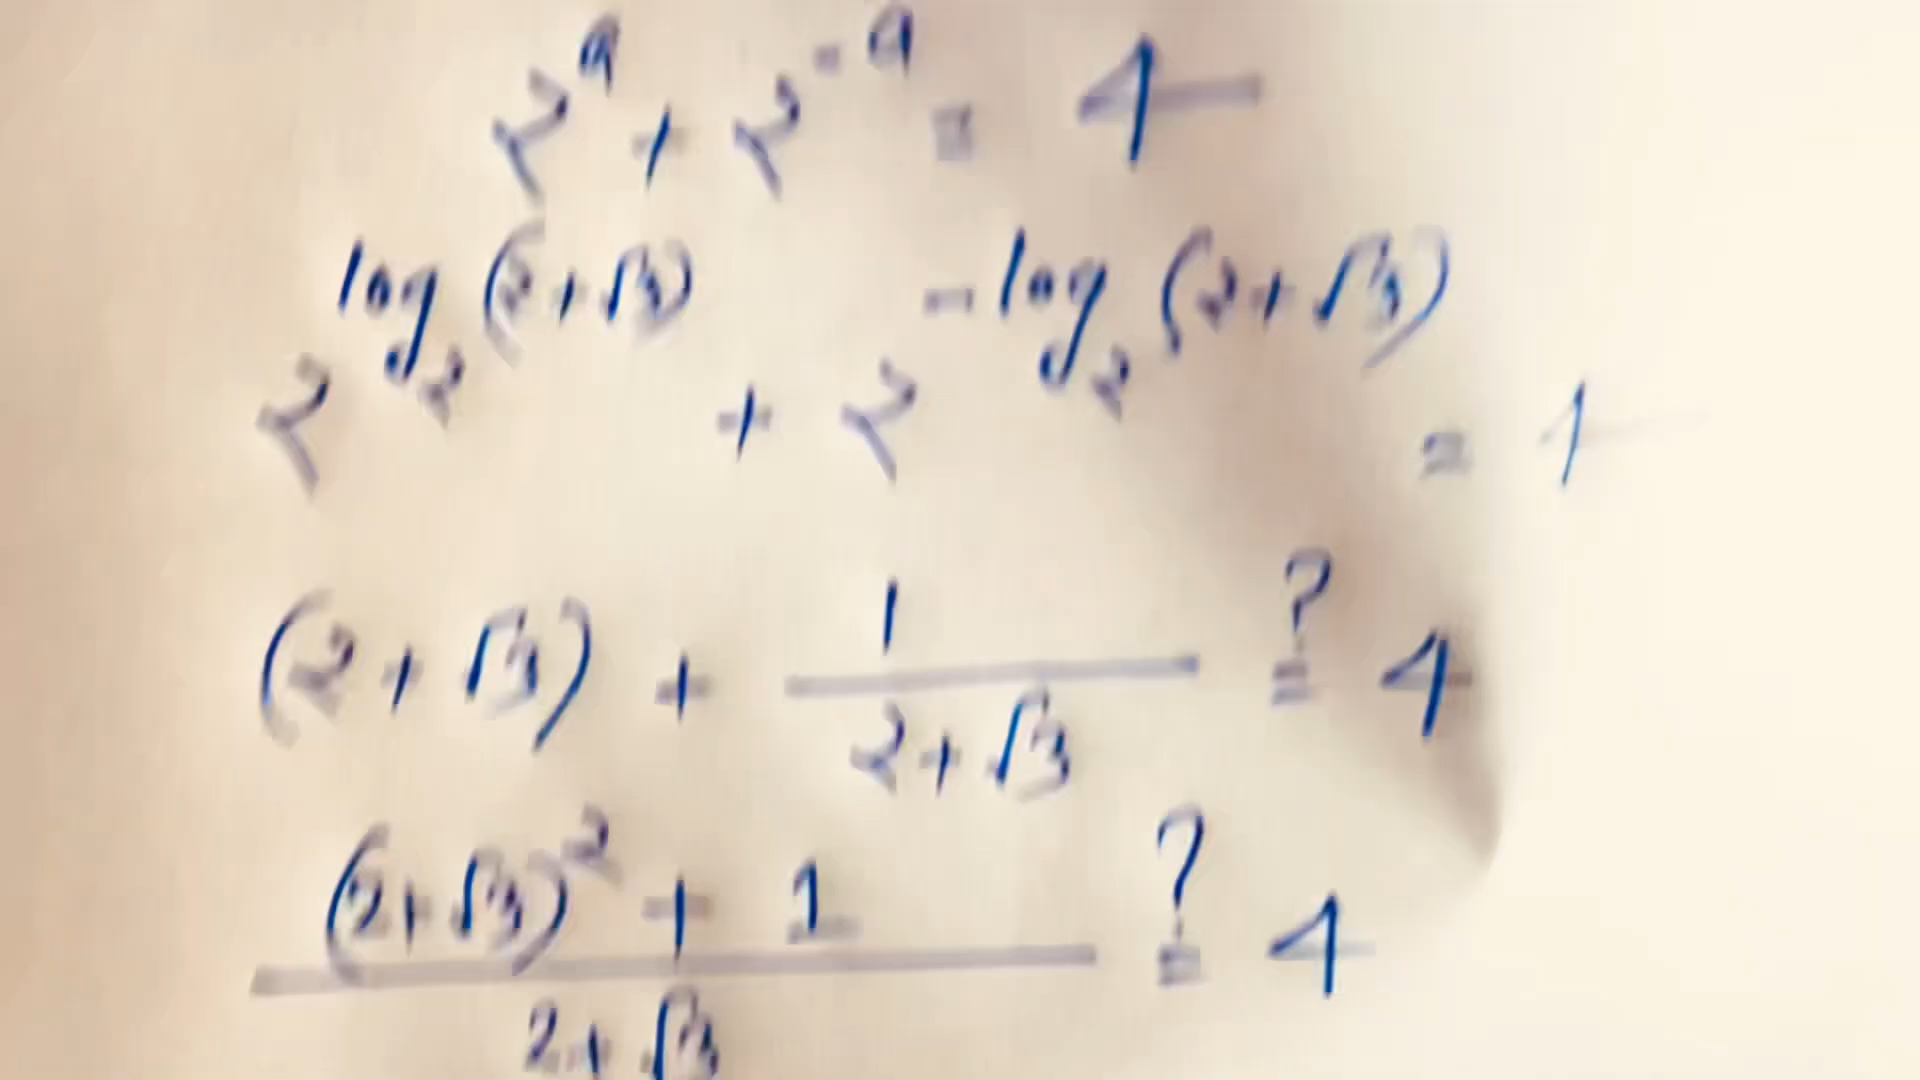 2^a + 2^-a = 4
2^log_2(2+√3) + 2^-log_2(2+√3) = 4
(2+√3) + 1/(2+√3) ≟ 4
((2+√3)^2 + 1)/(2+√3) ≟ 4